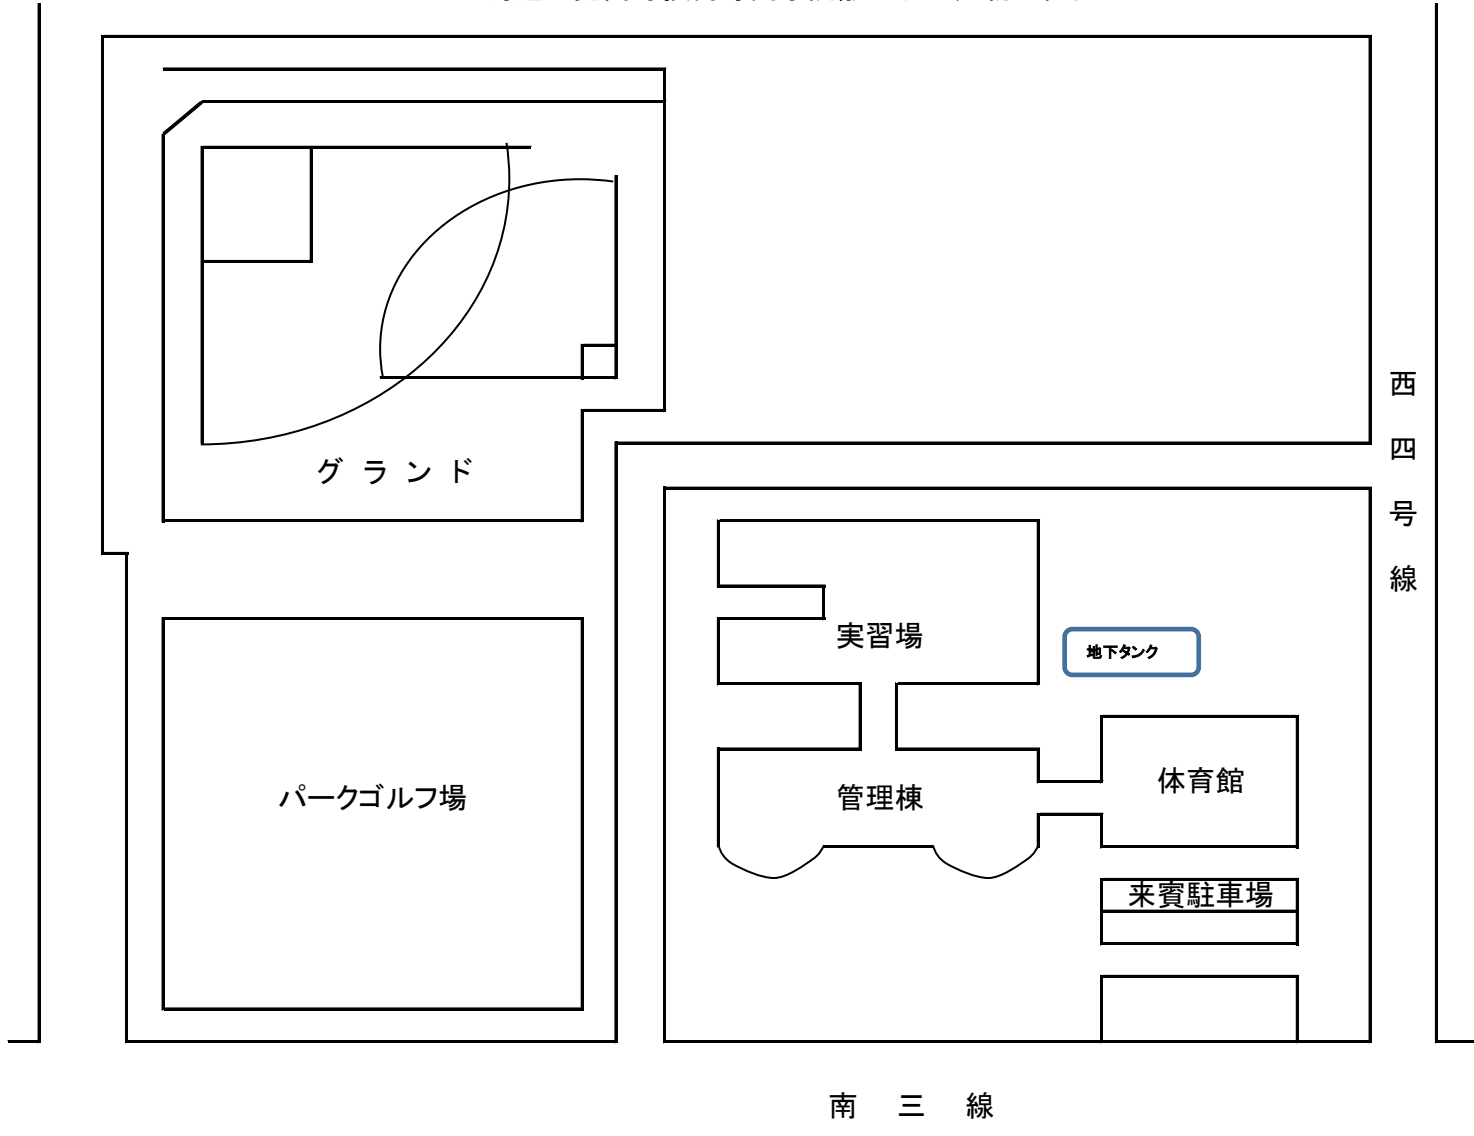 西四号線
グランド
実習場
地下タンク
体育館
パークゴルフ場
管理棟
来賓駐車場
南三線